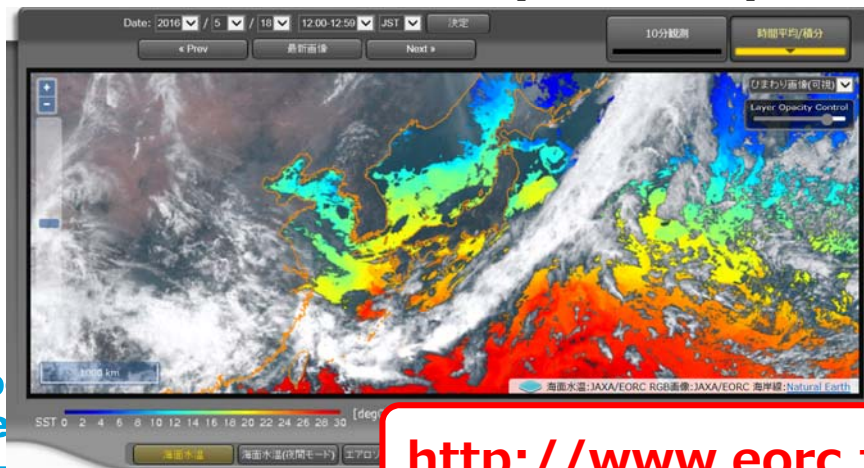 Date: 2016 / 5 / 18 12:00-12:59 JST 決定
10分観測
時間平均/積分
« Prev
最新画像
Next »
+
-
ひまわり画像(可視)
Layer Opacity Control
1000 km
海面水温:JAXA/EORC RGB画像:JAXA/EORC 海岸線:Natural Earth
SST 0 2 4 6 8 10 12 14 16 18 20 22 24 26 28 30
海面水温
海面水温(夜間モード)
エアロゾ
http://www.eorc